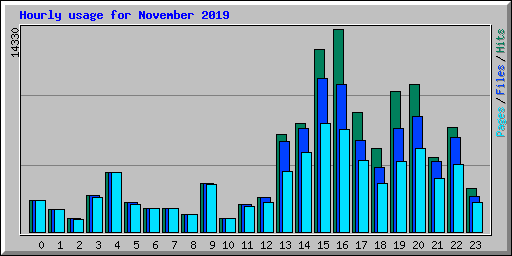 Hourly usage for November 2019
14330
Pages / Files / Hits
0 1 2 3 4 5 6 7 8 9 10 11 12 13 14 15 16 17 18 19 20 21 22 23